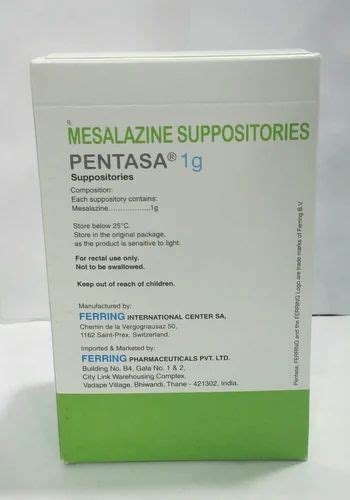 ℞
MESALAZINE SUPPOSITORIES
PENTASA® 1g
Suppositories
Composition:
Each suppository contains:
Mesalazine....................1g
Store below 25°C.
Store in the original package,
as the product is sensitive to light.
For rectal use only.
Not to be swallowed.
Keep out of reach of children.
Manufactured by:
FERRING INTERNATIONAL CENTER SA,
Chemin de la Vergognausaz 50,
1162 Saint-Prex, Switzerland.
Imported & Marketed by:
FERRING PHARMACEUTICALS PVT. LTD.
Building No. B4, Gala No. 1 & 2,
City Link Warehousing Complex,
Vadape Village, Bhiwandi, Thane - 421302, India.
Pentasa, FERRING and the FERRING Logo are trade marks of Ferring B.V.